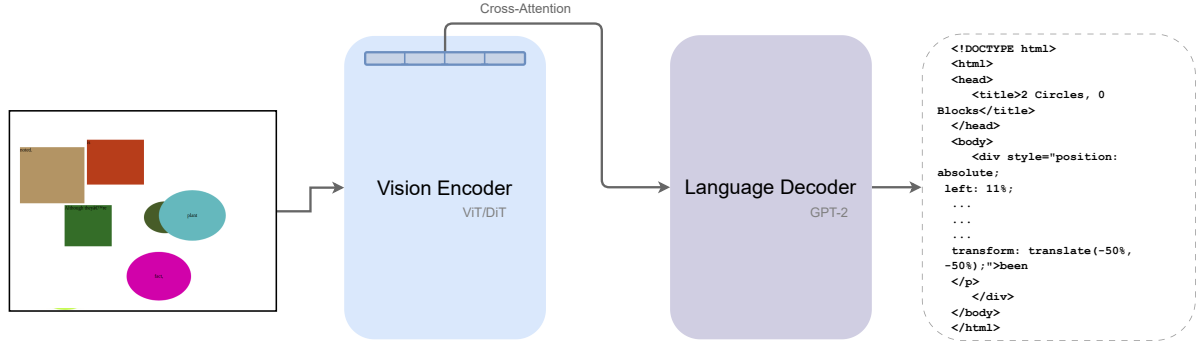 Cross-Attention
Vision Encoder
ViT/DiT
Language Decoder
GPT-2
plant
<!DOCTYPE html>
<html>
<head>
<title>2 Circles, 0
Blocks</title>
</head>
<body>
<div style="position:
absolute;
left: 11%;
...
...
...
transform: translate(-50%,
-50%);">been
</p>
</div>
</body>
</html>